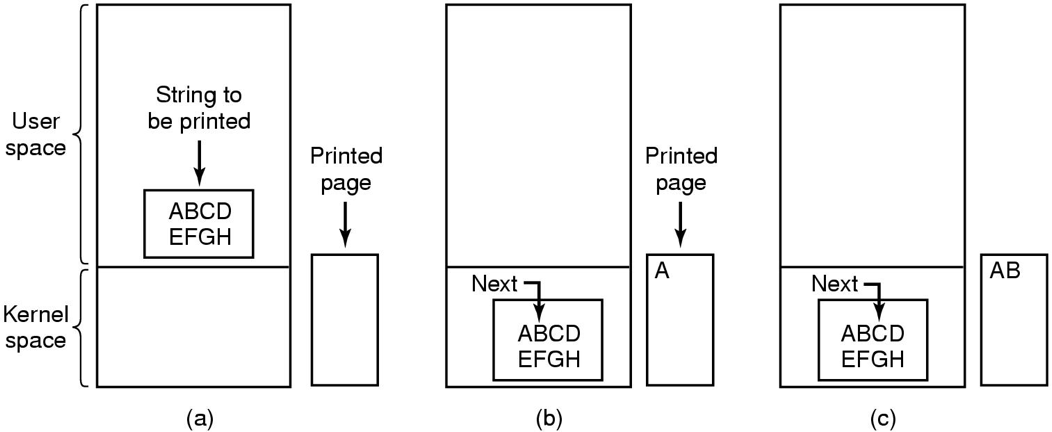 User
space
Kernel
space
String to
be printed
ABCD
EFGH
Printed
page
(a)
Next
ABCD
EFGH
Printed
page
A
(b)
Next
ABCD
EFGH
AB
(c)